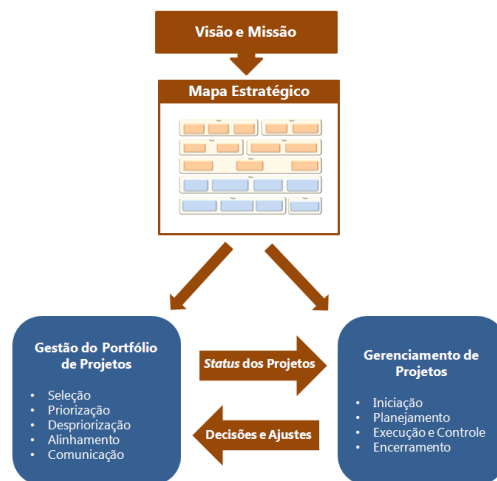 Visão e Missão
Mapa Estratégico
Gestão do Portfólio
de Projetos
• Seleção
• Priorização
• Despriorização
• Alinhamento
• Comunicação
Status dos Projetos
Decisões e Ajustes
Gerenciamento de
Projetos
• Iniciação
• Planejamento
• Execução e Controle
• Encerramento